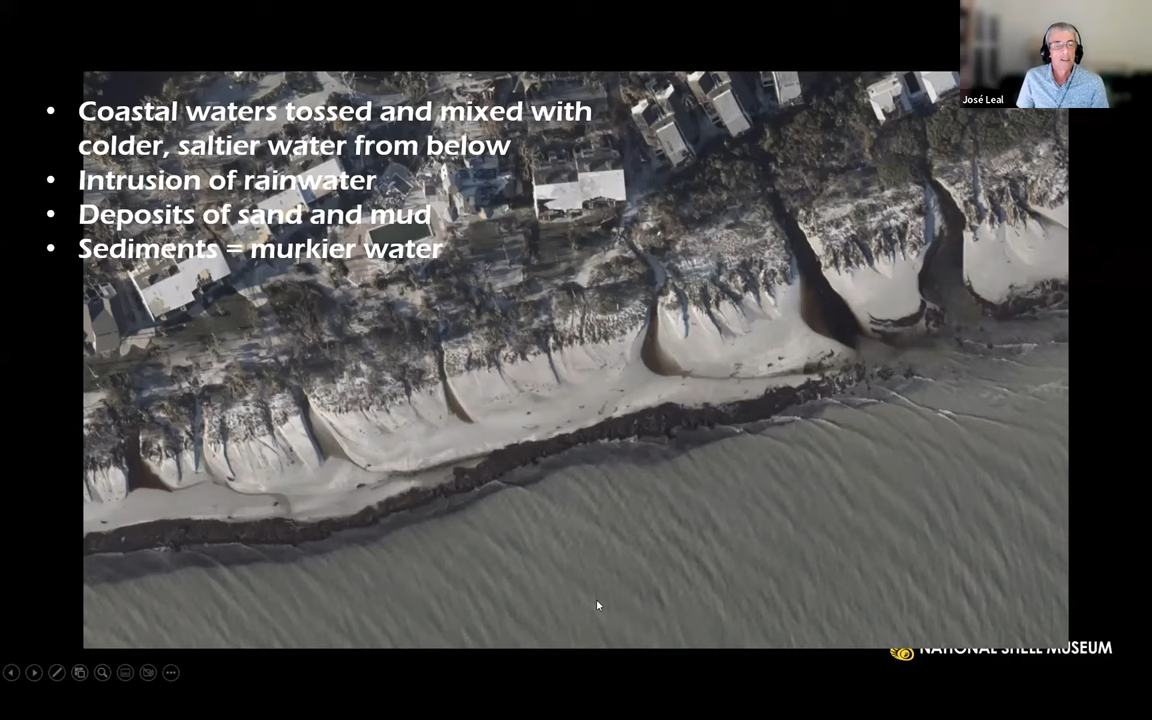 José Leal
• Coastal waters tossed and mixed with
colder, saltier water from below
• Intrusion of rainwater
• Deposits of sand and mud
• Sediments = murkier water
NATIONAL SHELL MUSEUM